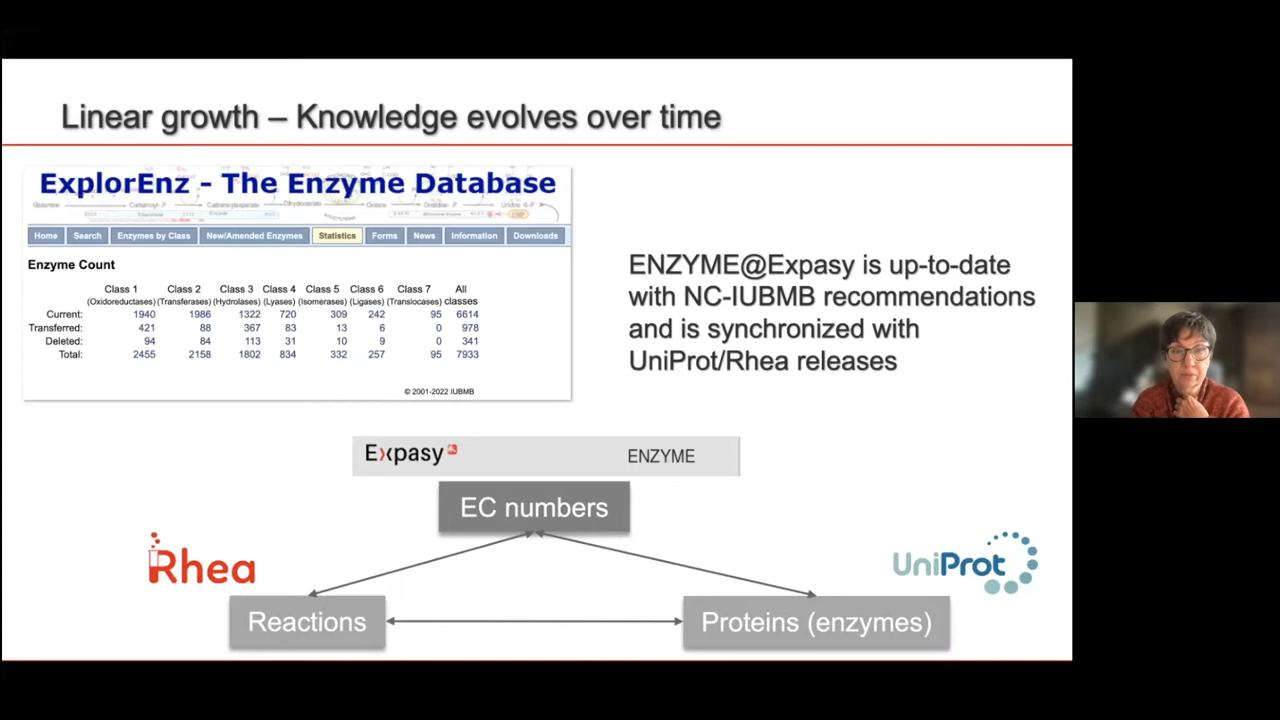 Linear growth – Knowledge evolves over time
ExplorEnz - The Enzyme Database
Home Search Enzymes by Class New/Amended Enzymes Statistics Forms News Information Downloads
Enzyme Count
Class 1 Class 2 Class 3 Class 4 Class 5 Class 6 Class 7 All
(Oxidoreductases) (Transferases) (Hydrolases) (Lyases) (Isomerases) (Ligases) (Translocases) classes
Current: 1940 1986 1322 720 309 242 95 6614
Transferred: 421 88 367 83 13 6 0 978
Deleted: 94 84 113 31 10 9 0 341
Total: 2455 2158 1802 834 332 257 95 7933
© 2001-2022 IUBMB
ENZYME@Expasy is up-to-date
with NC-IUBMB recommendations
and is synchronized with
UniProt/Rhea releases
Expasy ENZYME
EC numbers
Rhea
UniProt
Reactions
Proteins (enzymes)